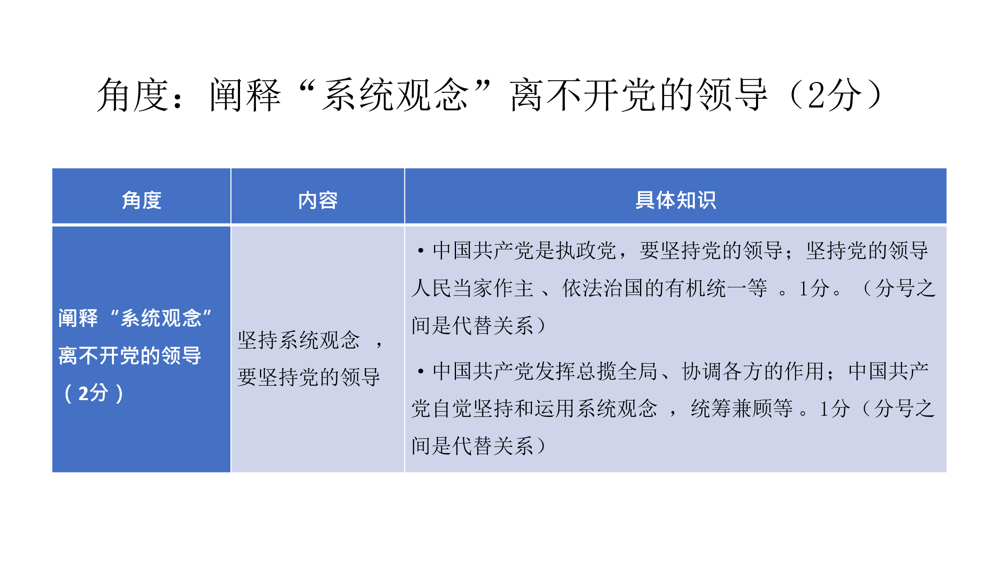 角度：阐释“系统观念”离不开党的领导（2分）
角度
内容
具体知识
阐释“系统观念”
离不开党的领导
（2分）
坚持系统观念，
要坚持党的领导
•中国共产党是执政党，要坚持党的领导；坚持党的领导
人民当家作主、依法治国的有机统一等。1分。（分号之
间是代替关系）
•中国共产党发挥总揽全局、协调各方的作用；中国共产
党自觉坚持和运用系统观念，统筹兼顾等。1分（分号之
间是代替关系）